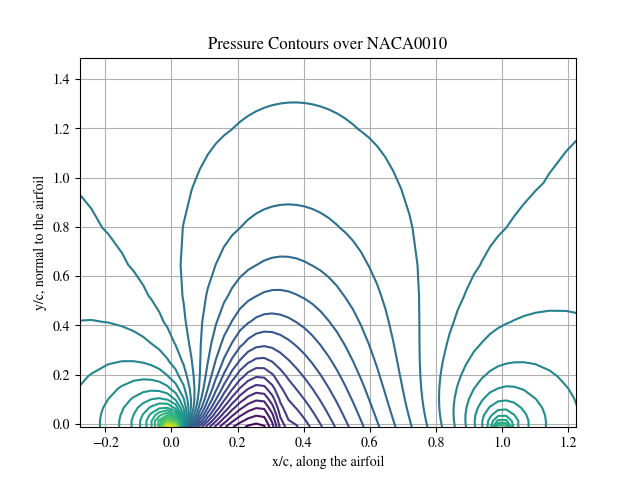 Pressure Contours over NACA0010
y/c, normal to the airfoil
1.4
1.2
1.0
0.8
0.6
0.4
0.2
0.0
−0.2 0.0 0.2 0.4 0.6 0.8 1.0 1.2
x/c, along the airfoil